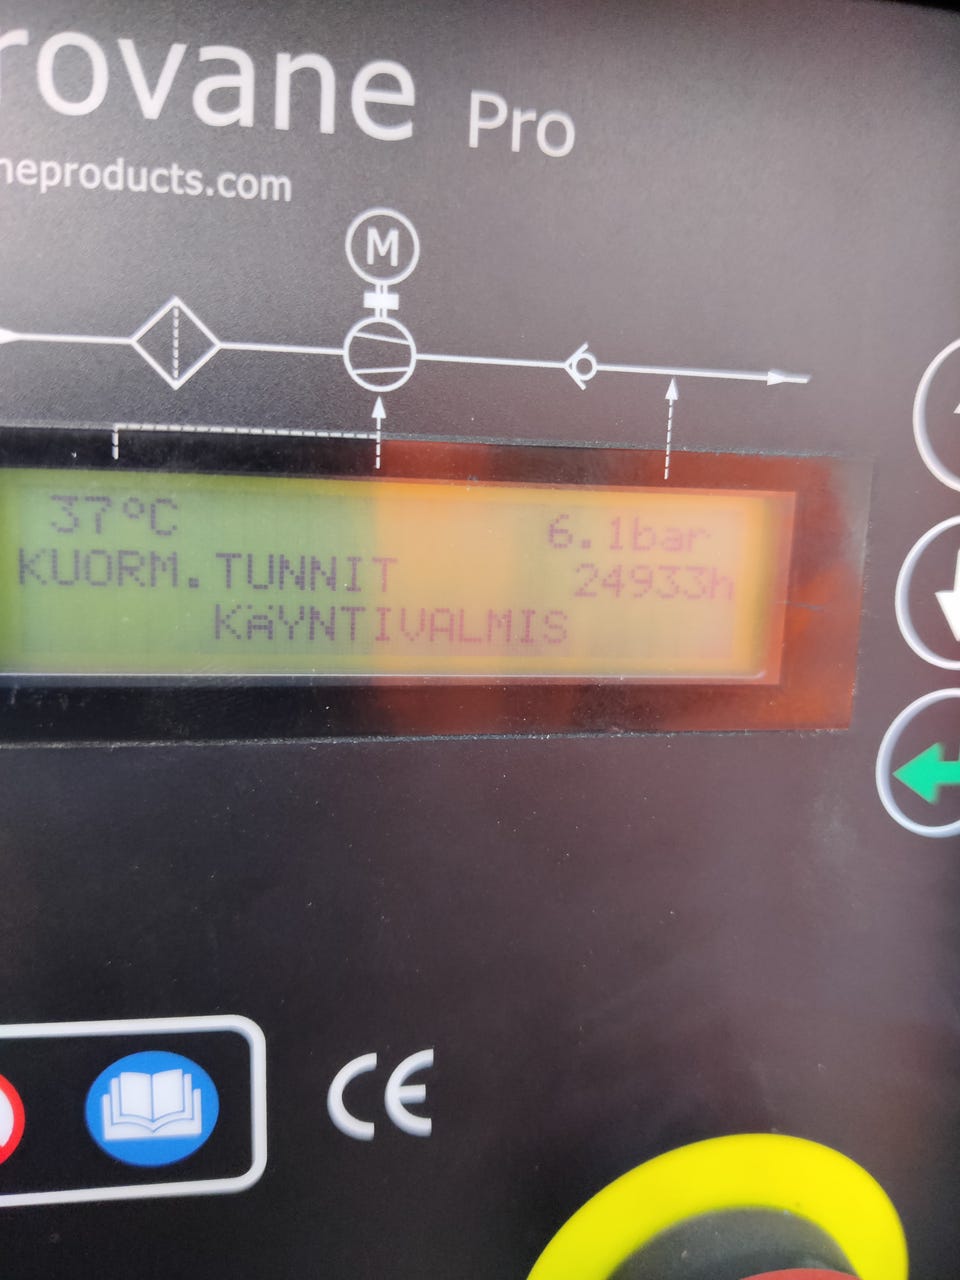 rovane Pro
neproducts.com
M
37°C 6.1bar
KUORM.TUNNIT 24933h
KÄYNTIVALMIS
CE